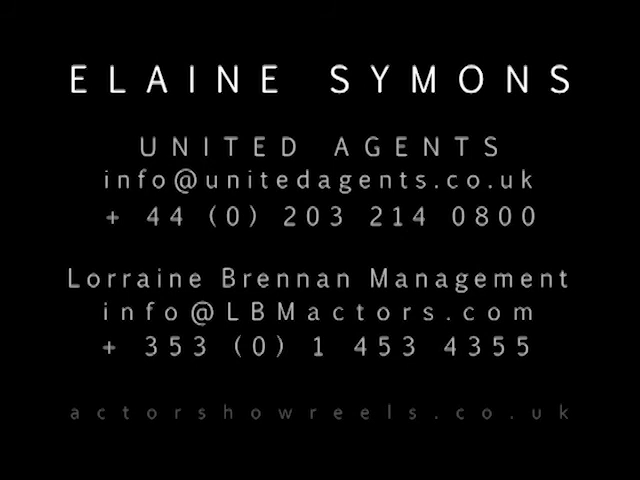 ELAINE SYMONS
UNITED AGENTS
info@unitedagents.co.uk
+ 44 (0) 203 214 0800
Lorraine Brennan Management
info@LBMactors.com
+ 353 (0) 1 453 4355
actorshowreels.co.uk